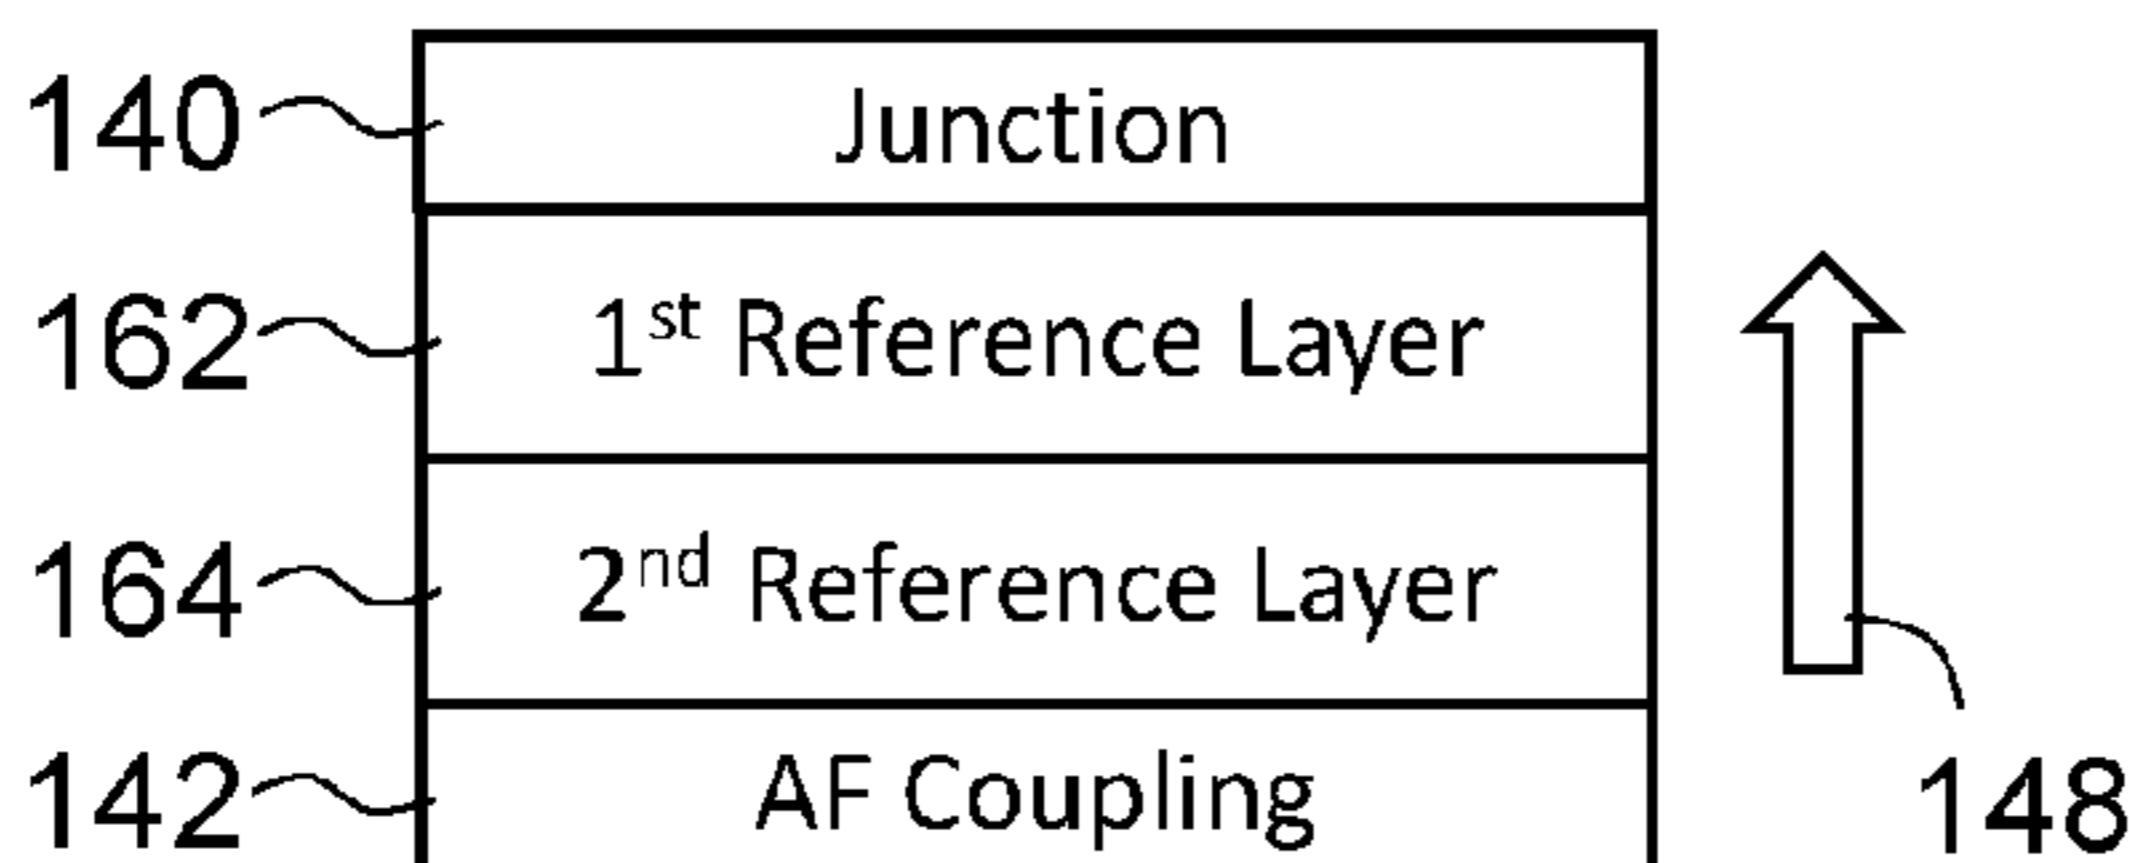 140 Junction
162 1st Reference Layer
164 2nd Reference Layer
142 AF Coupling 148